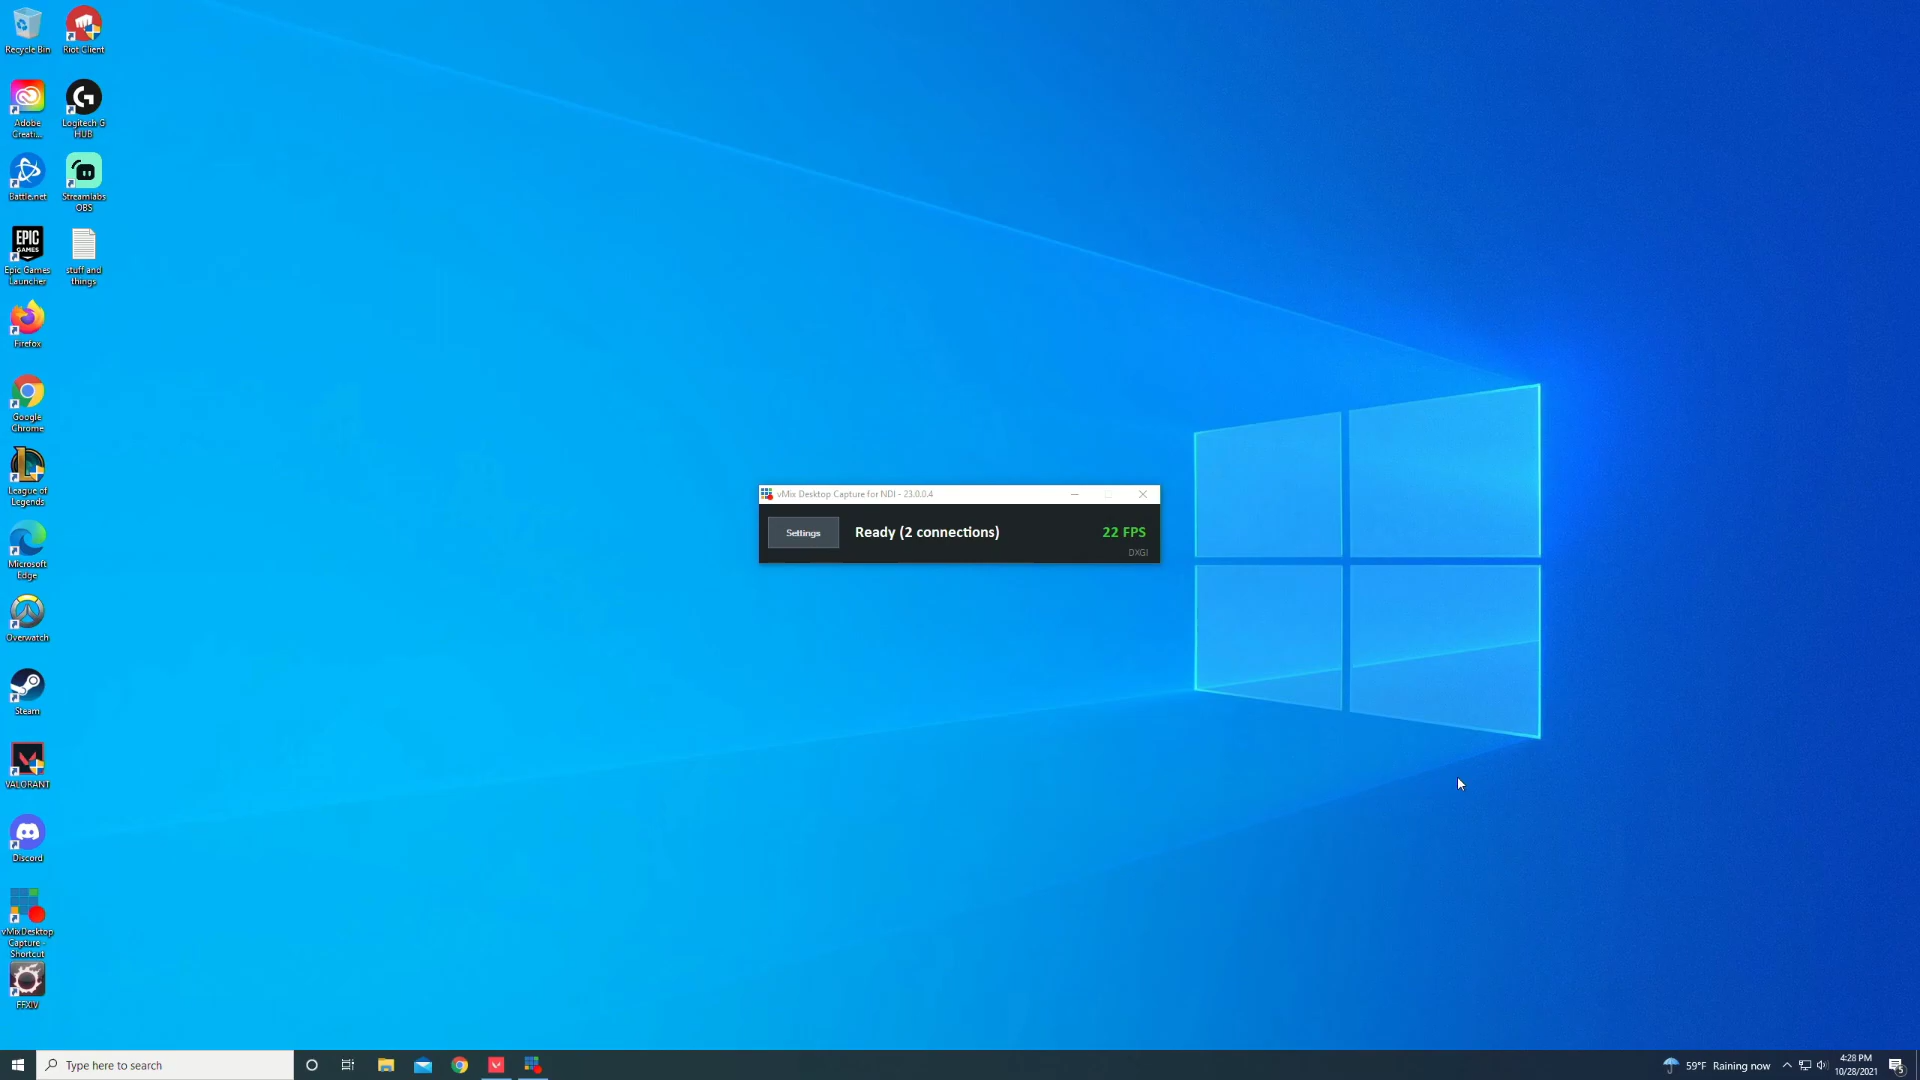 Recycle Bin
Riot Client
Adobe
Creati...
Logitech G
HUB
Battle.net
Streamlabs
OBS
EPIC
GAMES
Epic Games
Launcher
stuff and
things
Firefox
Google
Chrome
League of
Legends
Microsoft
Edge
Overwatch
Steam
VALORANT
Discord
vMixDesktop
Capture -
Shortcut
FFXIV
vMix Desktop Capture for NDI - 23.0.0.4
Settings
Ready (2 connections)
22 FPS
DXGI
Type here to search
59°F Raining now
4:28 PM
10/28/2021
5